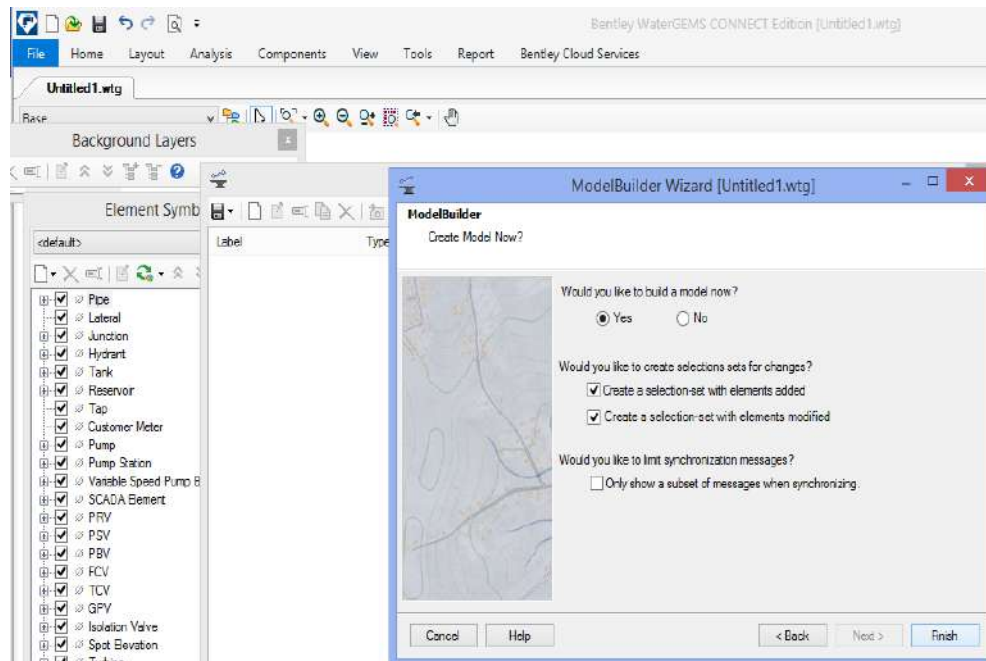 Bentley WaterGEMS CONNECT Edition [Untitled1.wtg]
File Home Layout Analysis Components View Tools Report Bentley Cloud Services
Untitled1.wtg
Base
Background Layers
x
Element Symb
ModelBuilder Wizard [Untitled1.wtg]
ModelBuilder
Create Model Now?
<default>
Label Type
Would you like to build a model now?
Yes No
Would you like to create selections sets for changes?
Create a selection-set with elements added
Create a selection-set with elements modified
Would you like to limit synchronization messages?
Only show a subset of messages when synchronizing.
Pipe
Lateral
Junction
Hydrant
Tank
Reservoir
Tap
Customer Meter
Pump
Pump Station
Variable Speed Pump B
SCADA Element
PRV
PSV
PBV
FCV
TCV
GPV
Isolation Valve
Spot Elevation
Cancel Help < Back Next > Finish